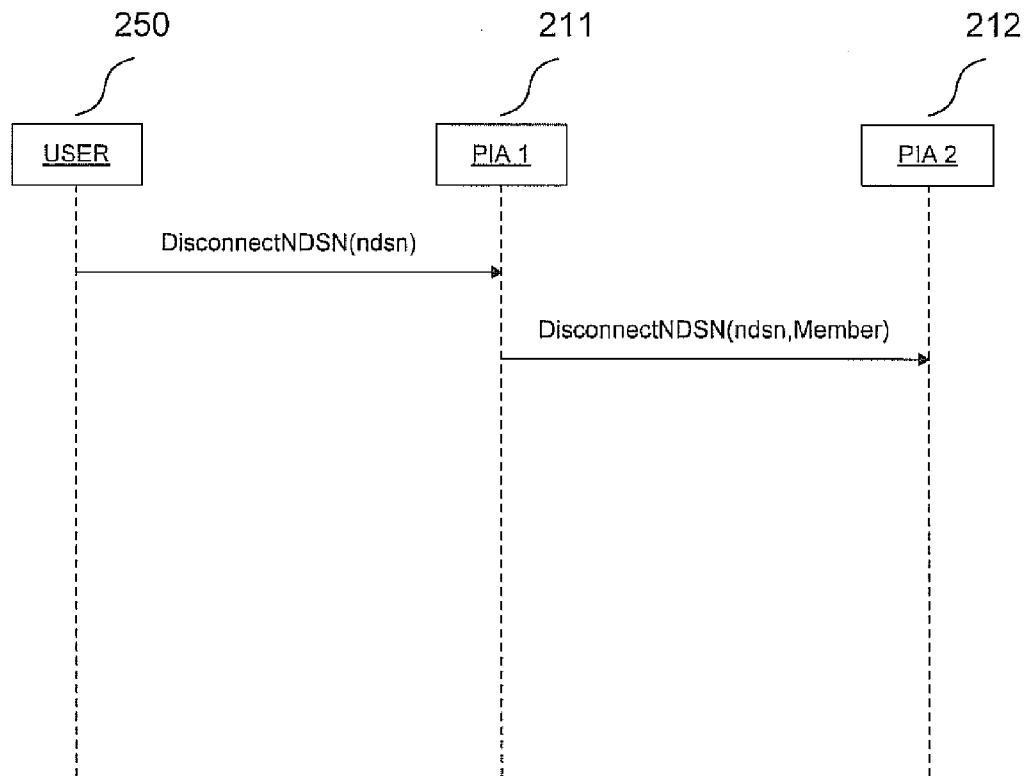 250
211
212
USER
PIA 1
PIA 2
DisconnectNDSN(ndsn)
DisconnectNDSN(ndsn,Member)